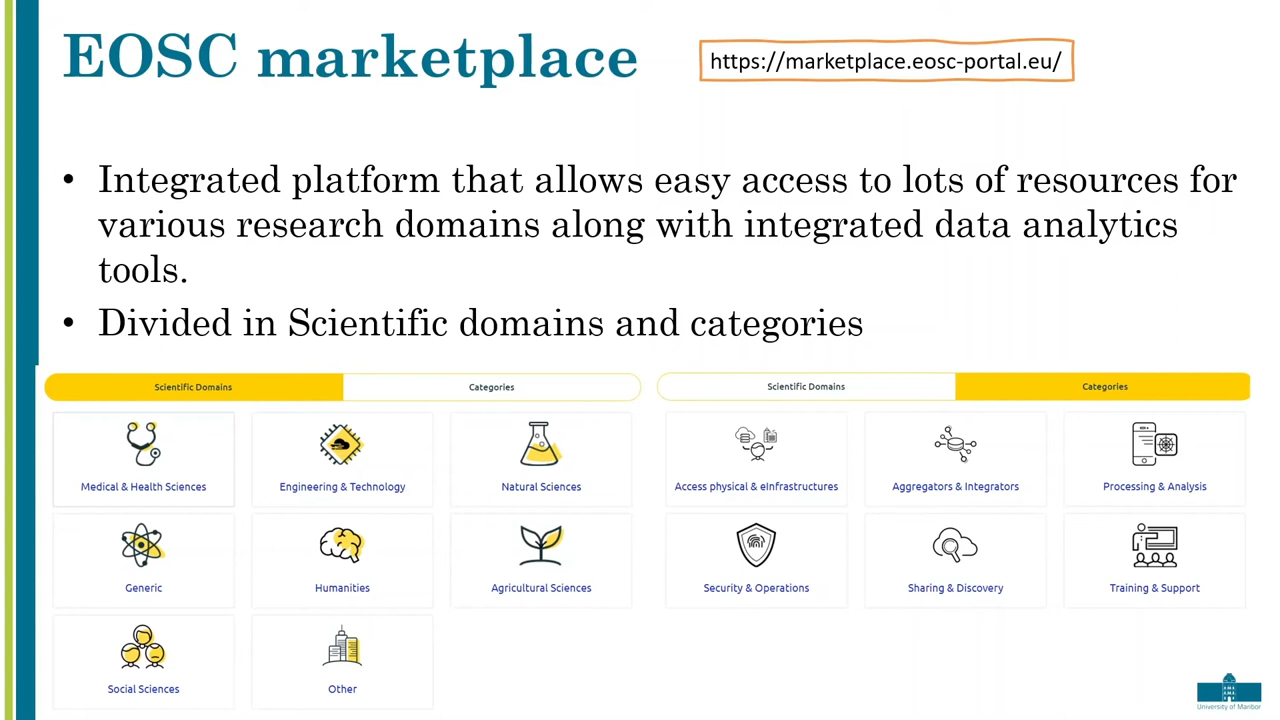 EOSC marketplace
https://marketplace.eosc-portal.eu/
• Integrated platform that allows easy access to lots of resources for
various research domains along with integrated data analytics
tools.
• Divided in Scientific domains and categories
Scientific Domains
Categories
Medical & Health Sciences
Engineering & Technology
Natural Sciences
Generic
Humanities
Agricultural Sciences
Social Sciences
Other
Scientific Domains
Categories
Access physical & eInfrastructures
Aggregators & Integrators
Processing & Analysis
Security & Operations
Sharing & Discovery
Training & Support
University of Maribor